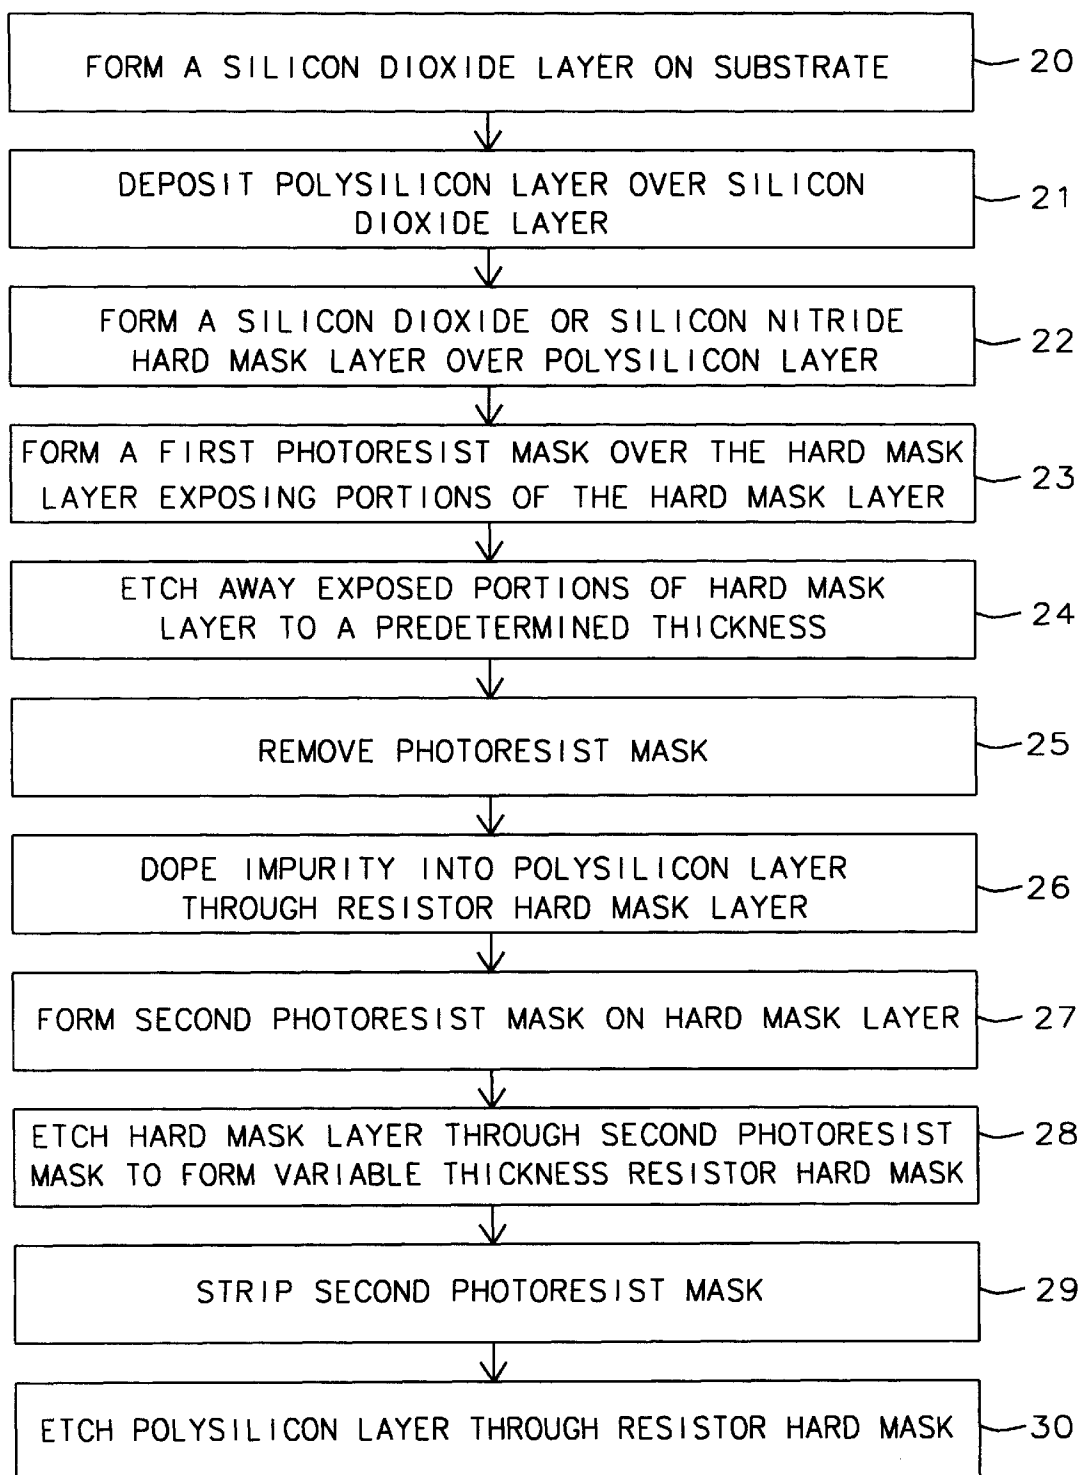 FORM A SILICON DIOXIDE LAYER ON SUBSTRATE
20
DEPOSIT POLYSILICON LAYER OVER SILICON
DIOXIDE LAYER
21
FORM A SILICON DIOXIDE OR SILICON NITRIDE
HARD MASK LAYER OVER POLYSILICON LAYER
22
FORM A FIRST PHOTORESIST MASK OVER THE HARD MASK
LAYER EXPOSING PORTIONS OF THE HARD MASK LAYER
23
ETCH AWAY EXPOSED PORTIONS OF HARD MASK
LAYER TO A PREDETERMINED THICKNESS
24
REMOVE PHOTORESIST MASK
25
DOPE IMPURITY INTO POLYSILICON LAYER
THROUGH RESISTOR HARD MASK LAYER
26
FORM SECOND PHOTORESIST MASK ON HARD MASK LAYER
27
ETCH HARD MASK LAYER THROUGH SECOND PHOTORESIST
MASK TO FORM VARIABLE THICKNESS RESISTOR HARD MASK
28
STRIP SECOND PHOTORESIST MASK
29
ETCH POLYSILICON LAYER THROUGH RESISTOR HARD MASK
30